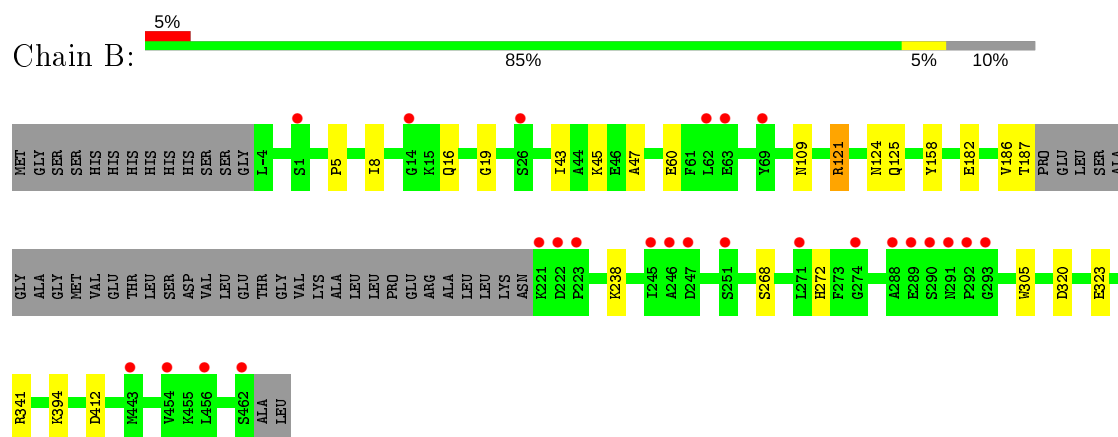 5%
Chain B:
85% 5% 10%
MET GLY SER SER HIS HIS HIS HIS HIS HIS SER SER GLY L-4 S1 P5 I8 G14 K15 Q16 G19 S26 I43 A44 K45 E46 A47 E60 F61 L62 E63 Y69 N109 R121 N124 Q125 Y158 E182 V186 T187 PRO GLU LEU SER ALA
GLY ALA GLY MET VAL GLU THR LEU SER ASP VAL LEU GLU THR GLY VAL LYS ALA LEU LEU PRO GLU ARG ALA LEU LEU LYS ASN K221 D222 P223 K238 I245 A246 D247 S251 S268 L271 H272 F273 G274 A288 E289 S290 N291 P292 G293 W305 D320 E323
R341 K394 D412 M443 V454 K455 L456 S462 ALA LEU